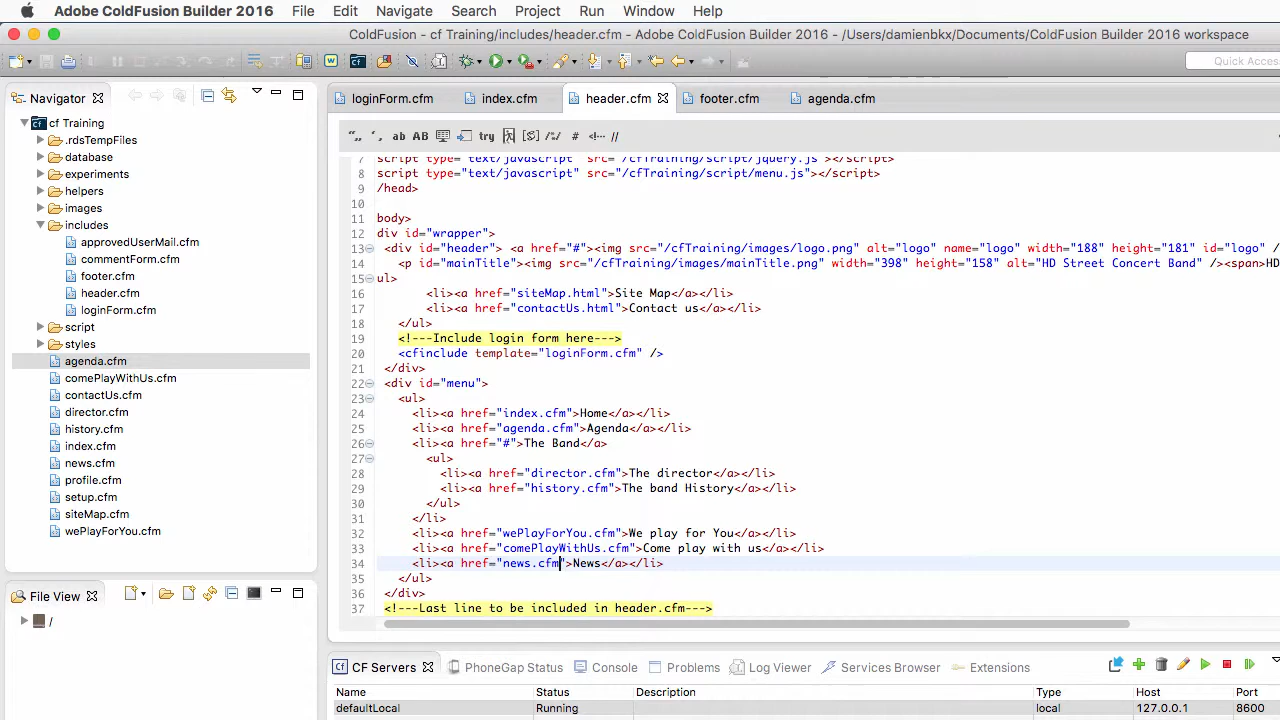 Adobe ColdFusion Builder 2016 File Edit Navigate Search Project Run Window Help
ColdFusion - cf Training/includes/header.cfm - Adobe ColdFusion Builder 2016 - /Users/damienbkx/Documents/ColdFusion Builder 2016 workspace
Quick Access
Navigator
cf Training
.rdsTempFiles
database
experiments
helpers
images
includes
approvedUserMail.cfm
commentForm.cfm
footer.cfm
header.cfm
loginForm.cfm
script
styles
agenda.cfm
comePlayWithUs.cfm
contactUs.cfm
director.cfm
history.cfm
index.cfm
news.cfm
profile.cfm
setup.cfm
siteMap.cfm
wePlayForYou.cfm
File View
/
loginForm.cfm index.cfm header.cfm footer.cfm agenda.cfm
",, ', ab AB try /*/ # <!-- //
7 script type="text/javascript" src="/cfTraining/script/jquery.js"></script>
8 script type="text/javascript" src="/cfTraining/script/menu.js"></script>
9 /head>
10
11 body>
12 div id="wrapper">
13 <div id="header"> <a href="#"><img src="/cfTraining/images/logo.png" alt="logo" name="logo" width="188" height="181" id="logo" /
14 <p id="mainTitle"><img src="/cfTraining/images/mainTitle.png" width="398" height="158" alt="HD Street Concert Band" /><span>HD
15 ul>
16 <li><a href="siteMap.html">Site Map</a></li>
17 <li><a href="contactUs.html">Contact us</a></li>
18 </ul>
19 <!---Include login form here--->
20 <cfinclude template="loginForm.cfm" />
21 </div>
22 <div id="menu">
23 <ul>
24 <li><a href="index.cfm">Home</a></li>
25 <li><a href="agenda.cfm">Agenda</a></li>
26 <li><a href="#">The Band</a>
27 <ul>
28 <li><a href="director.cfm">The director</a></li>
29 <li><a href="history.cfm">The band History</a></li>
30 </ul>
31 </li>
32 <li><a href="wePlayForYou.cfm">We play for You</a></li>
33 <li><a href="comePlayWithUs.cfm">Come play with us</a></li>
34 <li><a href="news.cfm">News</a></li>
35 </ul>
36 </div>
37 <!---Last line to be included in header.cfm--->
CF Servers PhoneGap Status Console Problems Log Viewer Services Browser Extensions
Name Status Description Type Host Port
defaultLocal Running local 127.0.0.1 8600